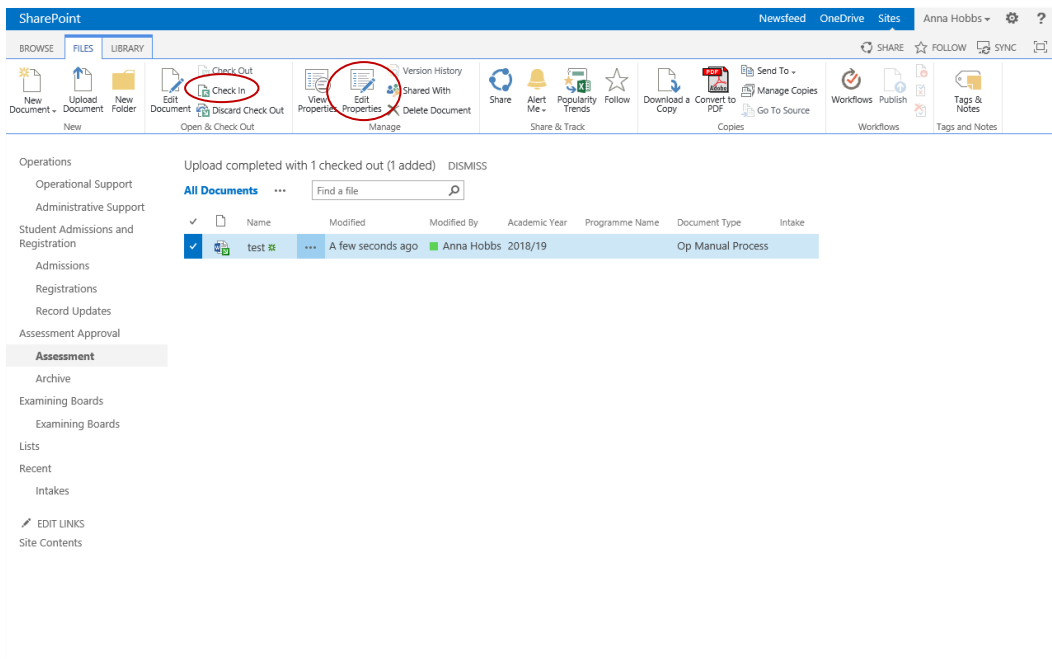 SharePoint
Newsfeed OneDrive Sites Anna Hobbs ?
BROWSE FILES LIBRARY
SHARE FOLLOW SYNC
New Document
Upload Document
New Folder
New
Edit Document
Check Out
Check In
Discard Check Out
Open & Check Out
View Properties
Edit Properties
Version History
Shared With
Delete Document
Manage
Share
Alert Me
Popularity Trends
Follow
Share & Track
Download a Copy
PDF
Adobe
Convert to PDF
Send To
Manage Copies
Go To Source
Copies
Workflows
Publish
Workflows
Tags & Notes
Tags and Notes
Operations
Operational Support
Administrative Support
Student Admissions and
Registration
Admissions
Registrations
Record Updates
Assessment Approval
Assessment
Archive
Examining Boards
Examining Boards
Lists
Recent
Intakes
EDIT LINKS
Site Contents
Upload completed with 1 checked out (1 added) DISMISS
All Documents ••• Find a file
Name Modified Modified By Academic Year Programme Name Document Type Intake
test ••• A few seconds ago Anna Hobbs 2018/19 Op Manual Process